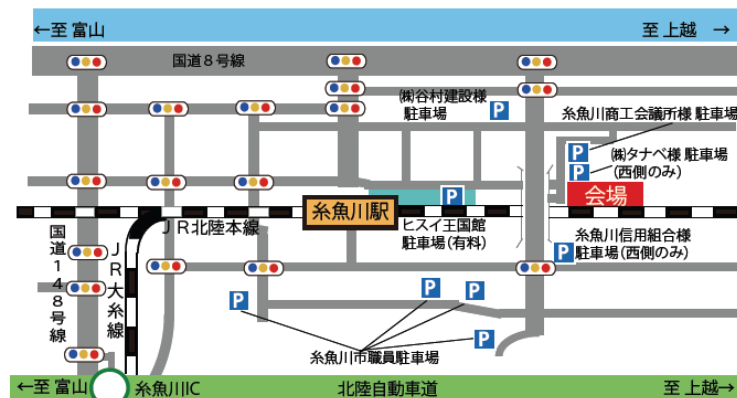 ←至 富山
至 上越 →
国道8号線
㈱谷村建設様
駐車場
P
糸魚川商工会議所様 駐車場
P
㈱タナベ様 駐車場
(西側のみ)
P
会場
P
糸魚川駅
ヒスイ王国館
駐車場(有料)
JR北陸本線
国道148号線
JR大糸線
糸魚川信用組合様
駐車場(西側のみ)
P
P
P
P
P
糸魚川市職員駐車場
←至 富山
糸魚川IC
北陸自動車道
至 上越→